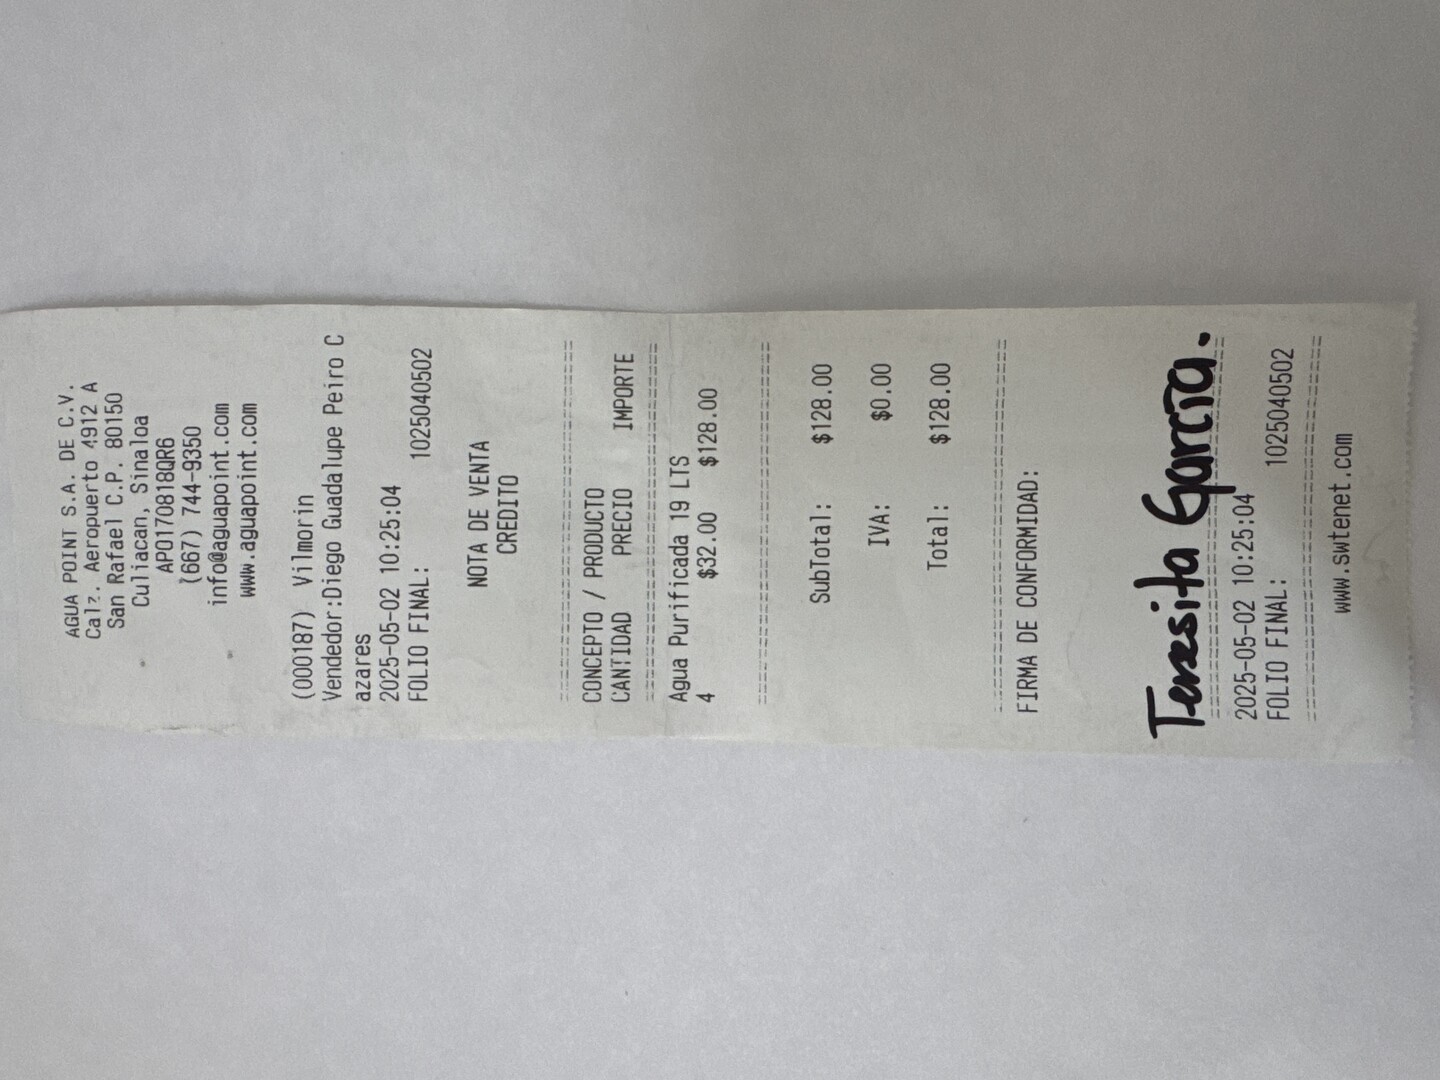 AGUA POINT S.A. DE C.V.
Calz. Aeropuerto 4912 A
San Rafael C.P. 80150
Culiacan, Sinaloa
APO170818QR6
(667) 744-9350
info@aguapoint.com
www.aguapoint.com
(000187) Vilmorin
Vendedor:Diego Guadalupe Peiro C
azares
2025-05-02 10:25:04
FOLIO FINAL: 1025040502
NOTA DE VENTA
CREDITO
================================
CONCEPTO / PRODUCTO
CANTIDAD PRECIO IMPORTE
================================
Agua Purificada 19 LTS
4 $32.00 $128.00
================================
SubTotal: $128.00
IVA: $0.00
Total: $128.00
================================
FIRMA DE CONFORMIDAD:
Teresita García.
================================
2025-05-02 10:25:04
FOLIO FINAL: 1025040502
================================
www.swtenet.com